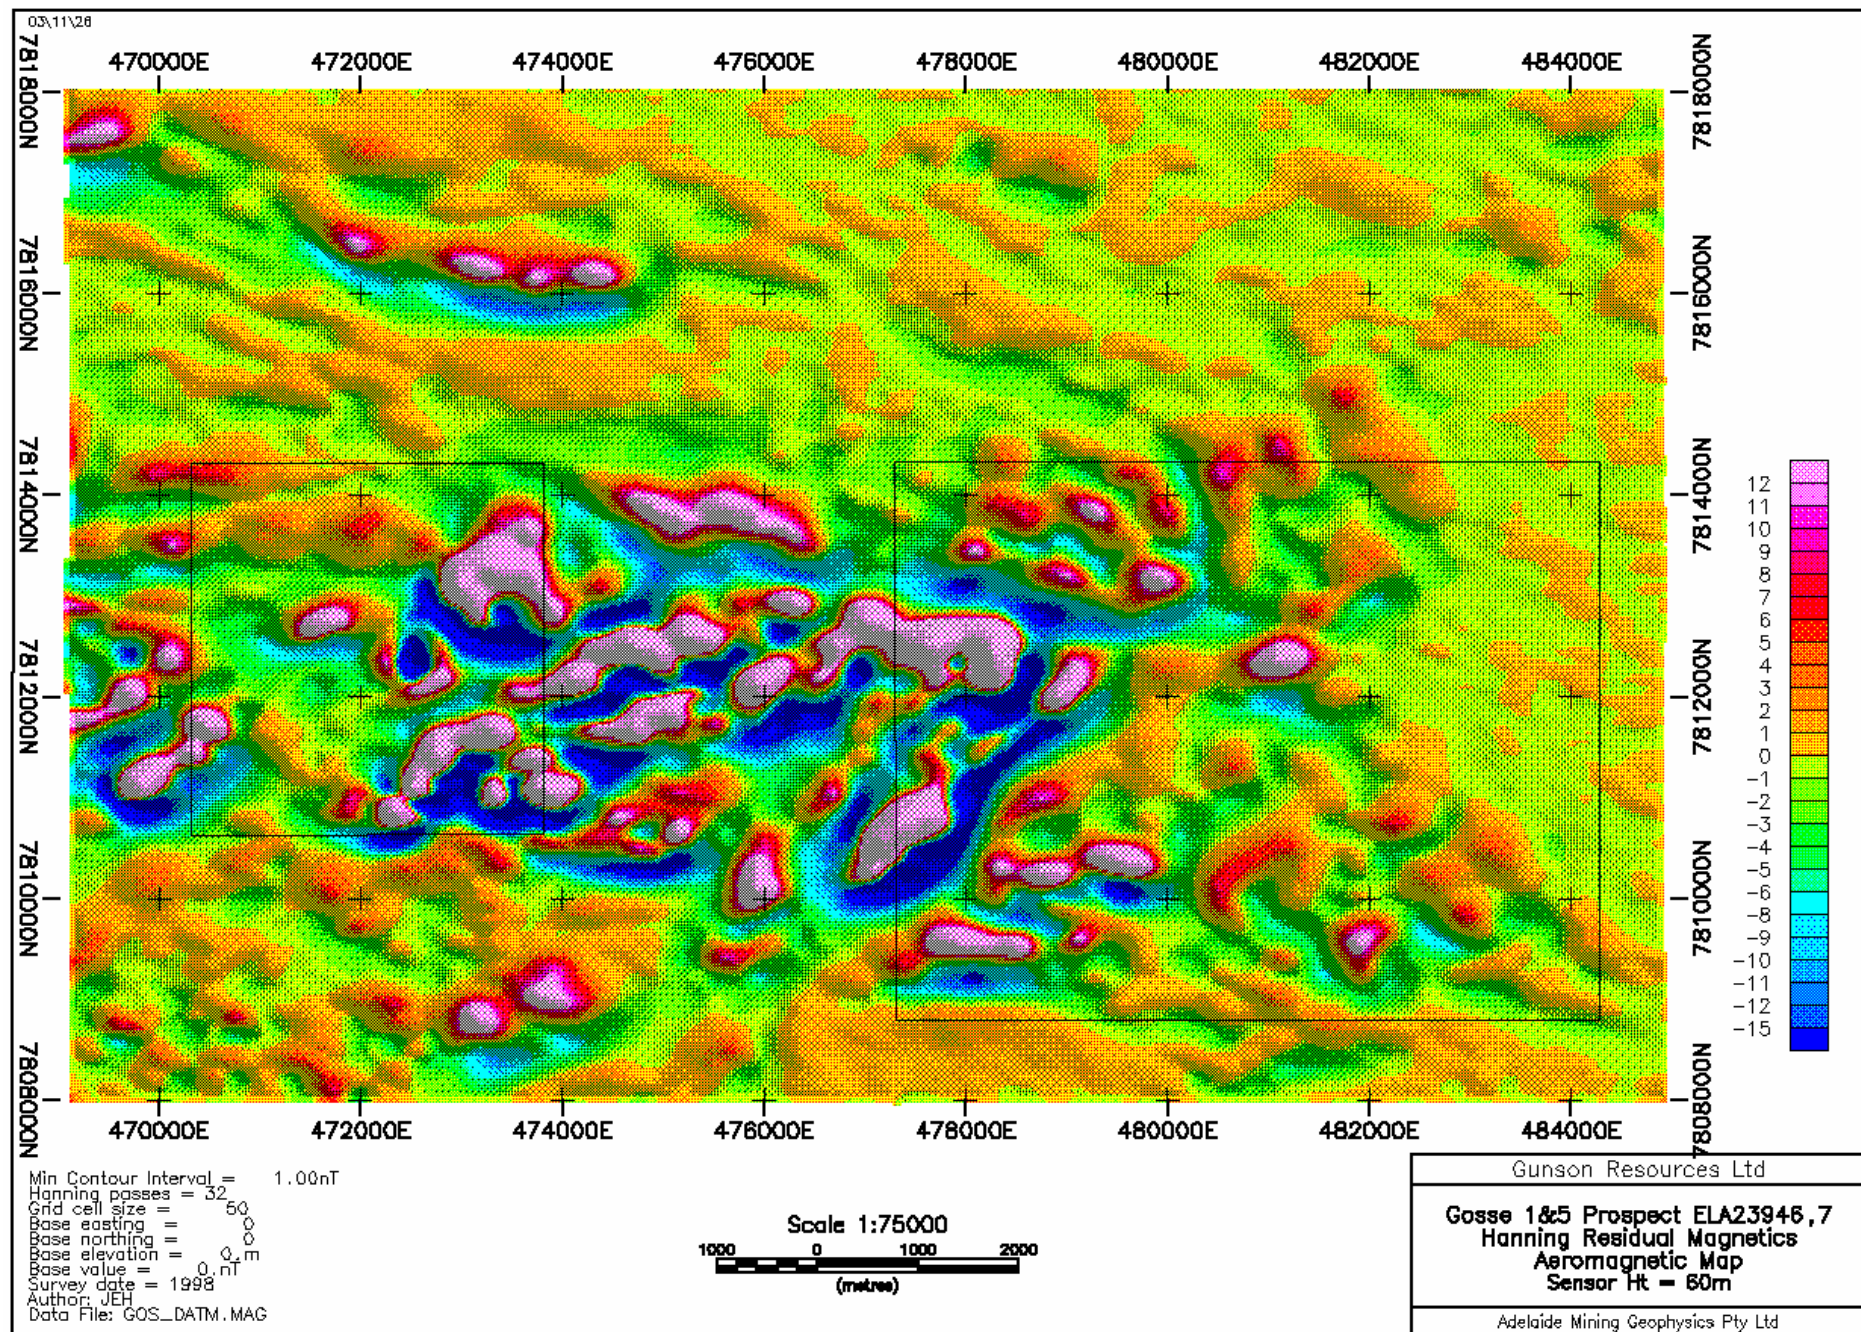 03\11\26
470000E 472000E 474000E 476000E 478000E 480000E 482000E 484000E
7818000N 7818000N
7816000N 7816000N
7814000N 7814000N
7812000N 7812000N
7810000N 7810000N
7808000N 7808000N
12
11
10
9
8
7
6
5
4
3
2
1
0
-1
-2
-3
-4
-5
-6
-8
-9
-10
-11
-12
-15
470000E 472000E 474000E 476000E 478000E 480000E 482000E 484000E
Min Contour Interval = 1.00nT
Hanning passes = 32
Grid cell size = 50
Base easting = 0
Base northing = 0
Base elevation = 0.m
Base value = 0.nT
Survey date = 1998
Author: JEH
Data File: GOS_DATM.MAG
Scale 1:75000
1000 0 1000 2000
(metres)
Gunson Resources Ltd
Gosse 1&5 Prospect ELA23946,7
Hanning Residual Magnetics
Aeromagnetic Map
Sensor Ht = 60m
Adelaide Mining Geophysics Pty Ltd